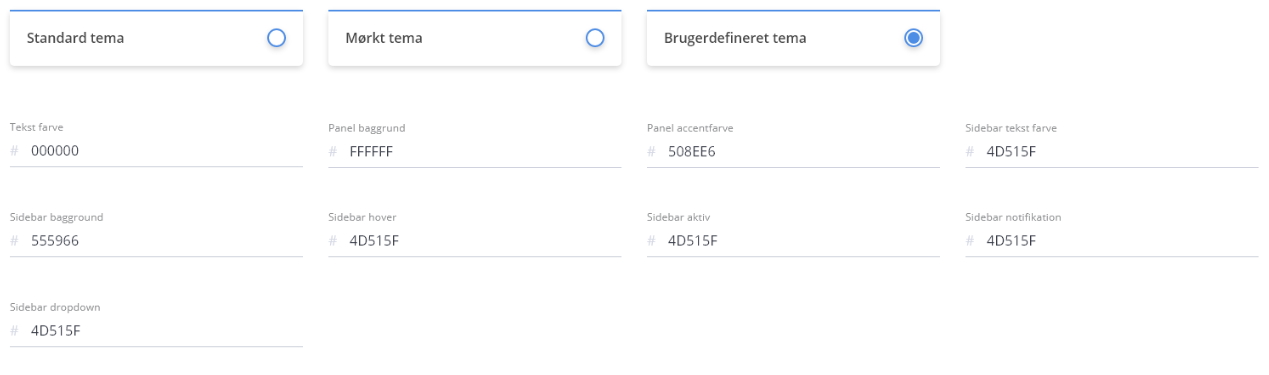 Standard tema
Mørkt tema
Brugerdefineret tema
Tekst farve
# 000000
Panel baggrund
# FFFFFF
Panel accentfarve
# 508EE6
Sidebar tekst farve
# 4D515F
Sidebar bagground
# 555966
Sidebar hover
# 4D515F
Sidebar aktiv
# 4D515F
Sidebar notifikation
# 4D515F
Sidebar dropdown
# 4D515F